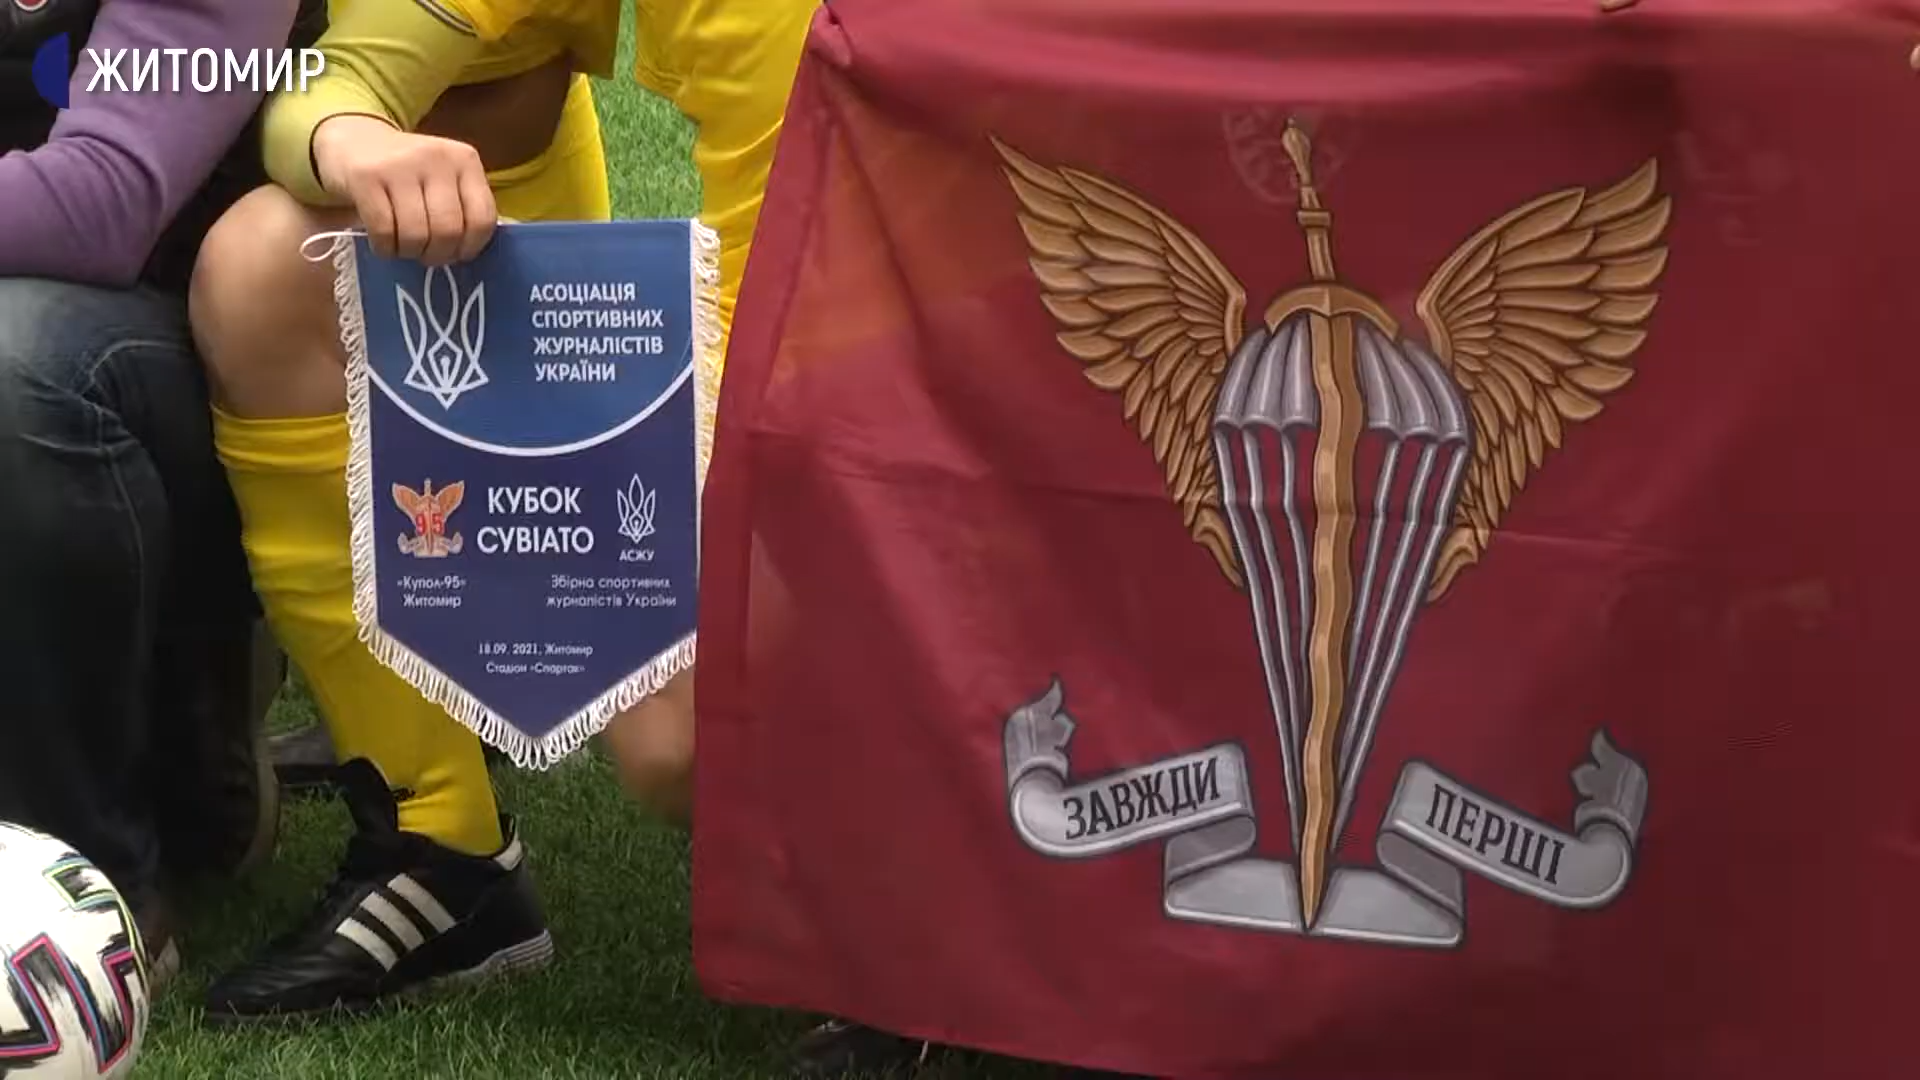 ЖИТОМИР
АСОЦІАЦІЯ
СПОРТИВНИХ
ЖУРНАЛІСТІВ
УКРАЇНИ
95
КУБОК
СУВІАТО
АСЖУ
«Купол-95»
Житомир
Збірна спортивних
журналістів України
18.09. 2021, Житомир
Стадіон «Спартак»
ЗАВЖДИ
ПЕРШІ